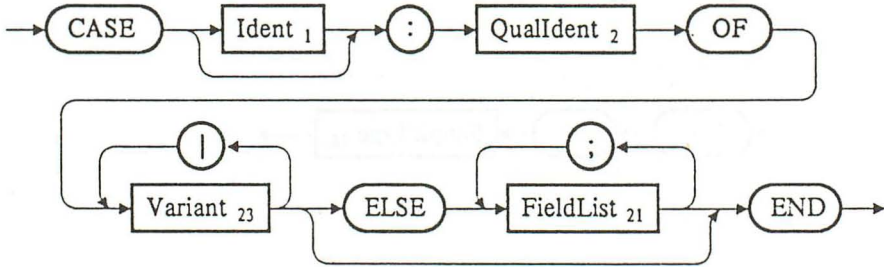 CASE Ident 1 : QualIdent 2 OF
|
;
Variant 23 ELSE FieldList 21 END